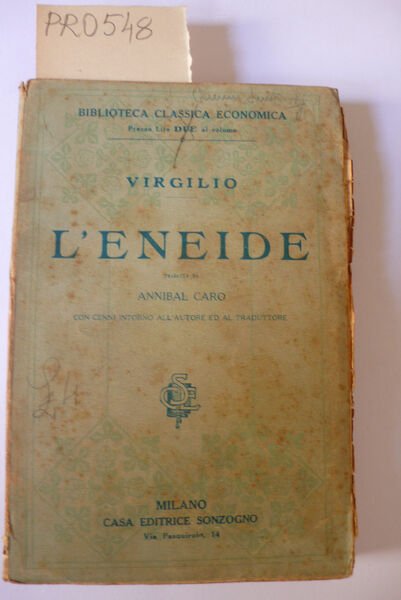 PRO548
BIBLIOTECA CLASSICA ECONOMICA
Prezzo Lire DUE al volume
VIRGILIO
L'ENEIDE
TRADOTTA DA
ANNIBAL CARO
CON CENNI INTORNO ALL'AUTORE ED AL TRADUTTORE
MILANO
CASA EDITRICE SONZOGNO
Via Pasquirolo, 14